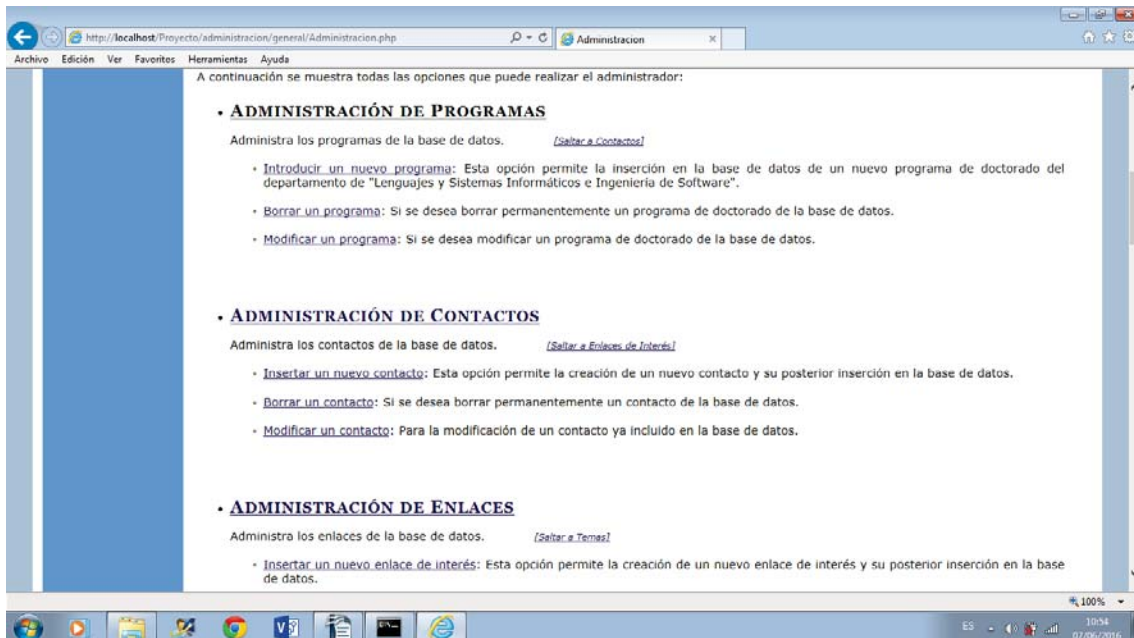 http://localhost/Proyecto/administracion/general/Administracion.php
Administracion
Archivo Edición Ver Favoritos Herramientas Ayuda
A continuación se muestra todas las opciones que puede realizar el administrador:
• ADMINISTRACIÓN DE PROGRAMAS
Administra los programas de la base de datos. [Saltar a Contactos]
Introducir un nuevo programa: Esta opción permite la inserción en la base de datos de un nuevo programa de doctorado del
departamento de "Lenguajes y Sistemas Informáticos e Ingeniería de Software".
Borrar un programa: Si se desea borrar permanentemente un programa de doctorado de la base de datos.
Modificar un programa: Si se desea modificar un programa de doctorado de la base de datos.
• ADMINISTRACIÓN DE CONTACTOS
Administra los contactos de la base de datos. [Saltar a Enlaces de Interés]
Insertar un nuevo contacto: Esta opción permite la creación de un nuevo contacto y su posterior inserción en la base de datos.
Borrar un contacto: Si se desea borrar permanentemente un contacto de la base de datos.
Modificar un contacto: Para la modificación de un contacto ya incluido en la base de datos.
• ADMINISTRACIÓN DE ENLACES
Administra los enlaces de la base de datos. [Saltar a Temas]
Insertar un nuevo enlace de interés: Esta opción permite la creación de un nuevo enlace de interés y su posterior inserción en la base
de datos.
100%
ES 10:54
07/06/2016